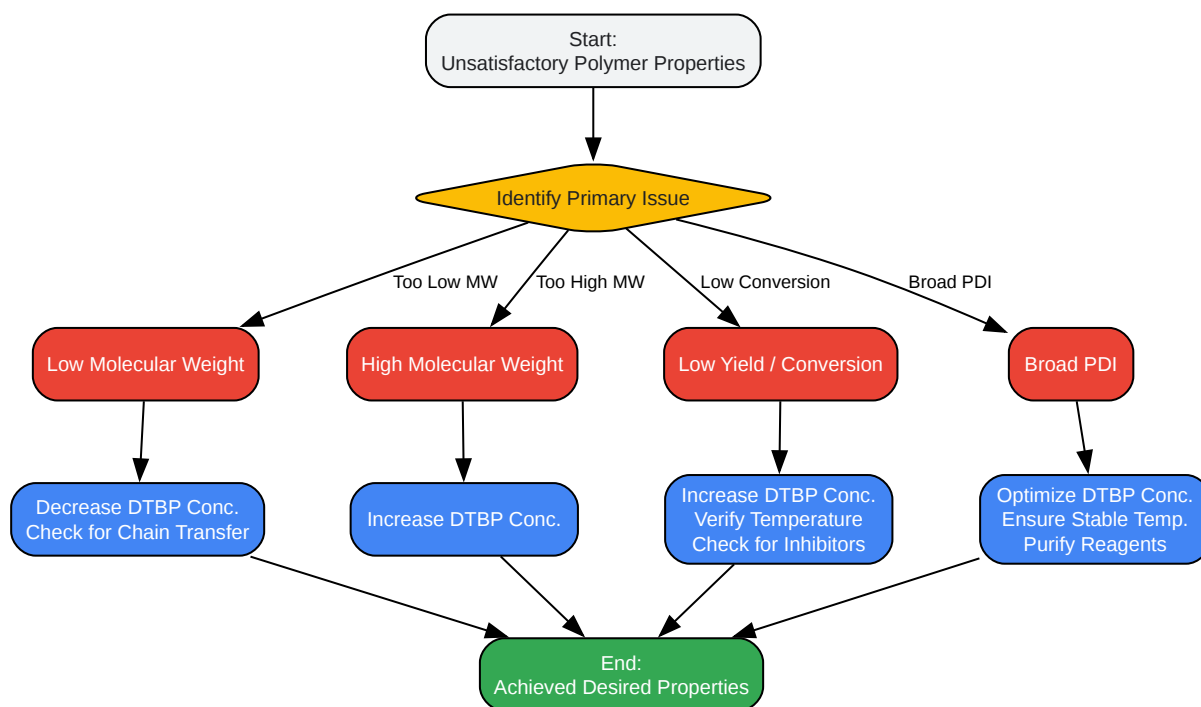 Start:
Unsatisfactory Polymer Properties
Identify Primary Issue
Too Low MW
Too High MW
Low Conversion
Broad PDI
Low Molecular Weight
High Molecular Weight
Low Yield / Conversion
Broad PDI
Decrease DTBP Conc.
Check for Chain Transfer
Increase DTBP Conc.
Increase DTBP Conc.
Verify Temperature
Check for Inhibitors
Optimize DTBP Conc.
Ensure Stable Temp.
Purify Reagents
End:
Achieved Desired Properties